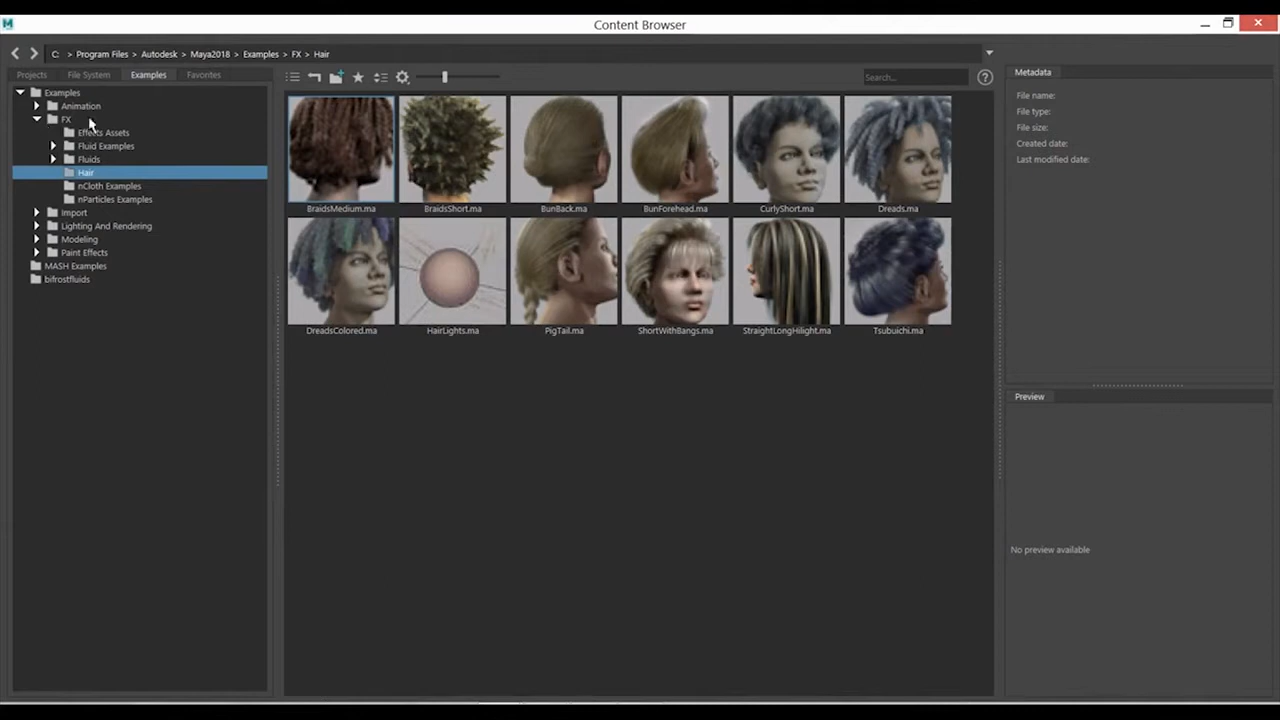 Content Browser
C: > Program Files > Autodesk > Maya2018 > Examples > FX > Hair
Projects File System Examples Favorites
Search...
Examples
Animation
FX
Effects Assets
Fluid Examples
Fluids
Hair
nCloth Examples
nParticles Examples
Import
Lighting And Rendering
Modeling
Paint Effects
MASH Examples
bifrostfluids
BraidsMedium.ma BraidsShort.ma BunBack.ma BunForehead.ma CurlyShort.ma Dreads.ma
DreadsColored.ma HairLights.ma PigTail.ma ShortWithBangs.ma StraightLongHilight.ma Tsubuichi.ma
Metadata
File name:
File type:
File size:
Created date:
Last modified date:
Preview
No preview available